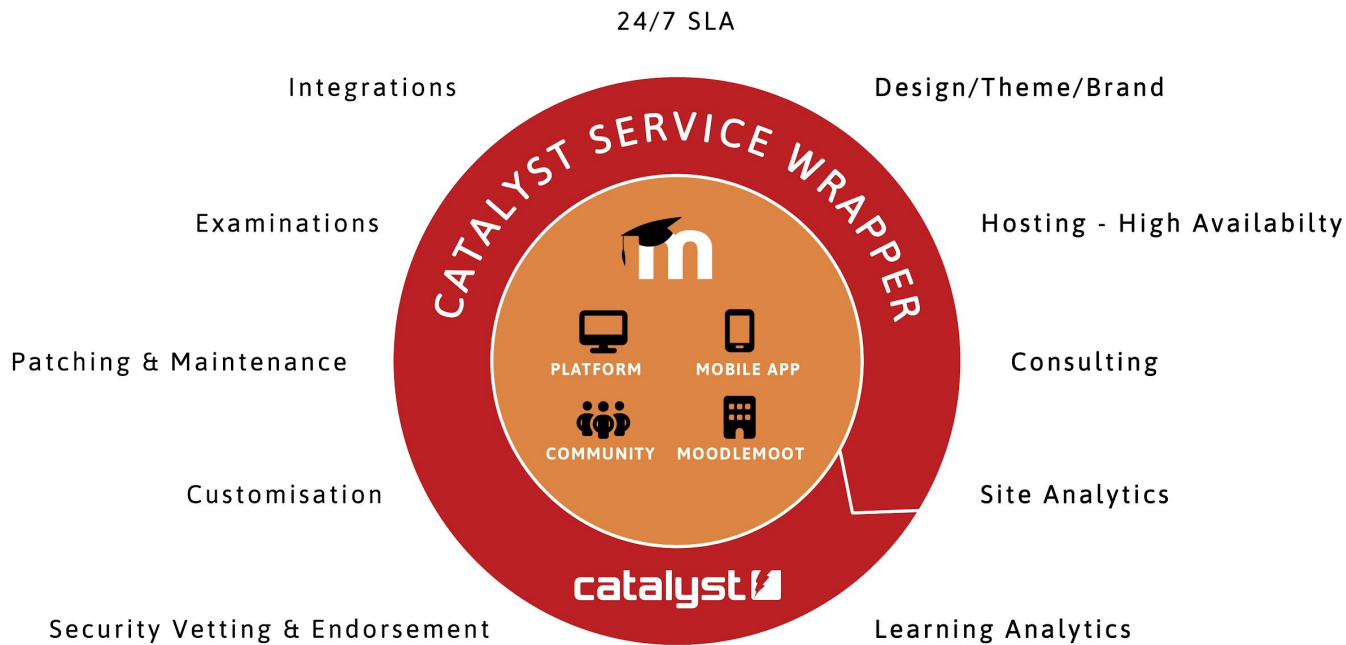 24/7 SLA
Integrations
Design/Theme/Brand
CATALYST SERVICE WRAPPER
Examinations
Hosting - High Availabilty
m
PLATFORM
MOBILE APP
Patching & Maintenance
Consulting
COMMUNITY
MOODLEMOOT
Customisation
Site Analytics
catalyst
Security Vetting & Endorsement
Learning Analytics